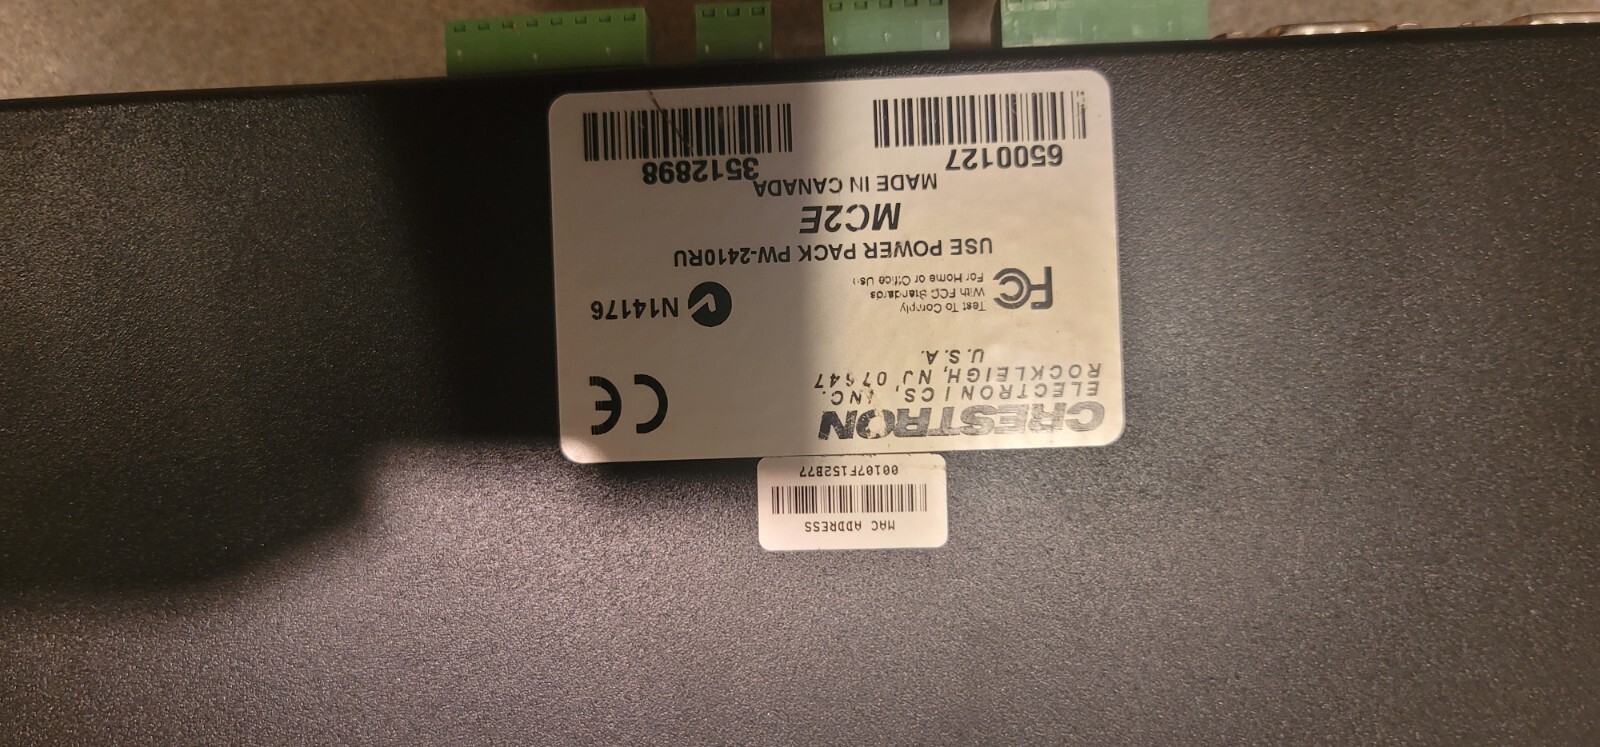 MAC ADDRESS
00107F152B77
CRESTRON
ELECTRONICS, INC.
ROCKLEIGH, NJ 07647
U.S.A.
CE
FC
Test To Comply
With FCC Standards
For Home or Office Use
N14176
USE POWER PACK PW-2410RU
MC2E
MADE IN CANADA
6500127
3512898